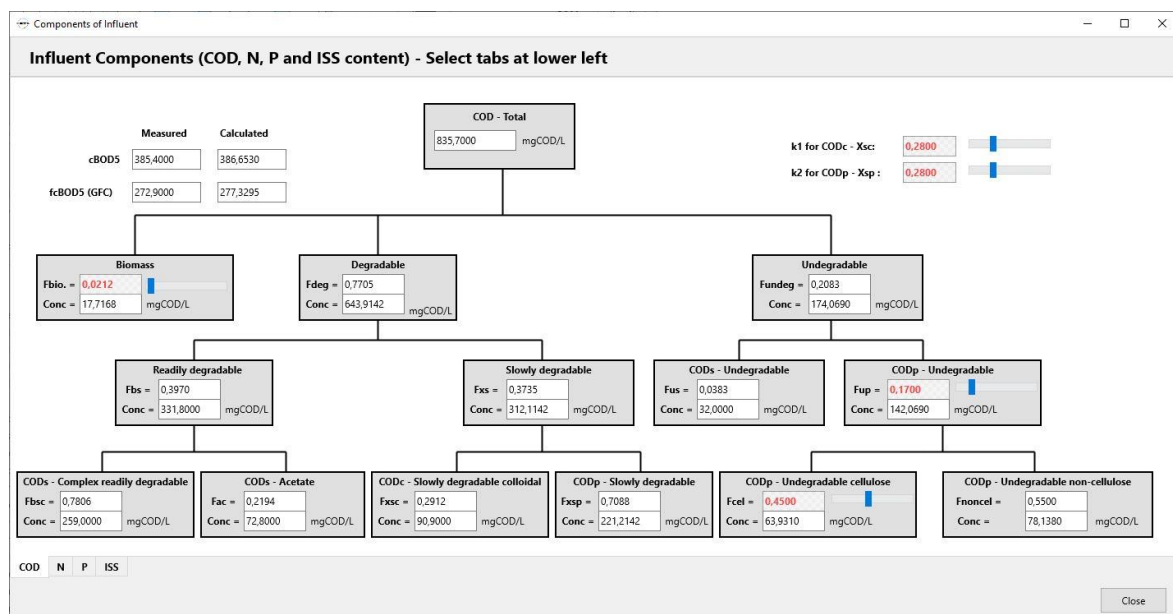 Components of Influent
Influent Components (COD, N, P and ISS content) - Select tabs at lower left
COD - Total
835,7000 mgCOD/L
Measured Calculated
cBOD5 385,4000 386,6530
fcBOD5 (GFC) 272,9000 277,3295
k1 for CODc - Xsc: 0,2800
k2 for CODp - Xsp : 0,2800
Biomass
Fbio. = 0,0212
Conc = 17,7168 mgCOD/L
Degradable
Fdeg = 0,7705
Conc = 643,9142 mgCOD/L
Undegradable
Fundeg = 0,2083
Conc = 174,0690 mgCOD/L
Readily degradable
Fbs = 0,3970
Conc = 331,8000 mgCOD/L
Slowly degradable
Fxs = 0,3735
Conc = 312,1142 mgCOD/L
CODs - Undegradable
Fus = 0,0383
Conc = 32,0000 mgCOD/L
CODp - Undegradable
Fup = 0,1700
Conc = 142,0690 mgCOD/L
CODs - Complex readily degradable
Fbsc = 0,7806
Conc = 259,0000 mgCOD/L
CODs - Acetate
Fac = 0,2194
Conc = 72,8000 mgCOD/L
CODc - Slowly degradable colloidal
Fxsc = 0,2912
Conc = 90,9000 mgCOD/L
CODp - Slowly degradable
Fxsp = 0,7088
Conc = 221,2142 mgCOD/L
CODp - Undegradable cellulose
Fcel = 0,4500
Conc = 63,9310 mgCOD/L
CODp - Undegradable non-cellulose
Fnoncel = 0,5500
Conc = 78,1380 mgCOD/L
COD N P ISS
Close